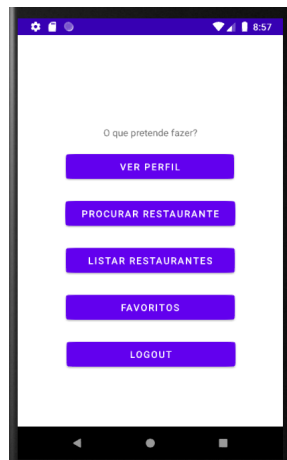 8:57
O que pretende fazer?
VER PERFIL
PROCURAR RESTAURANTE
LISTAR RESTAURANTES
FAVORITOS
LOGOUT